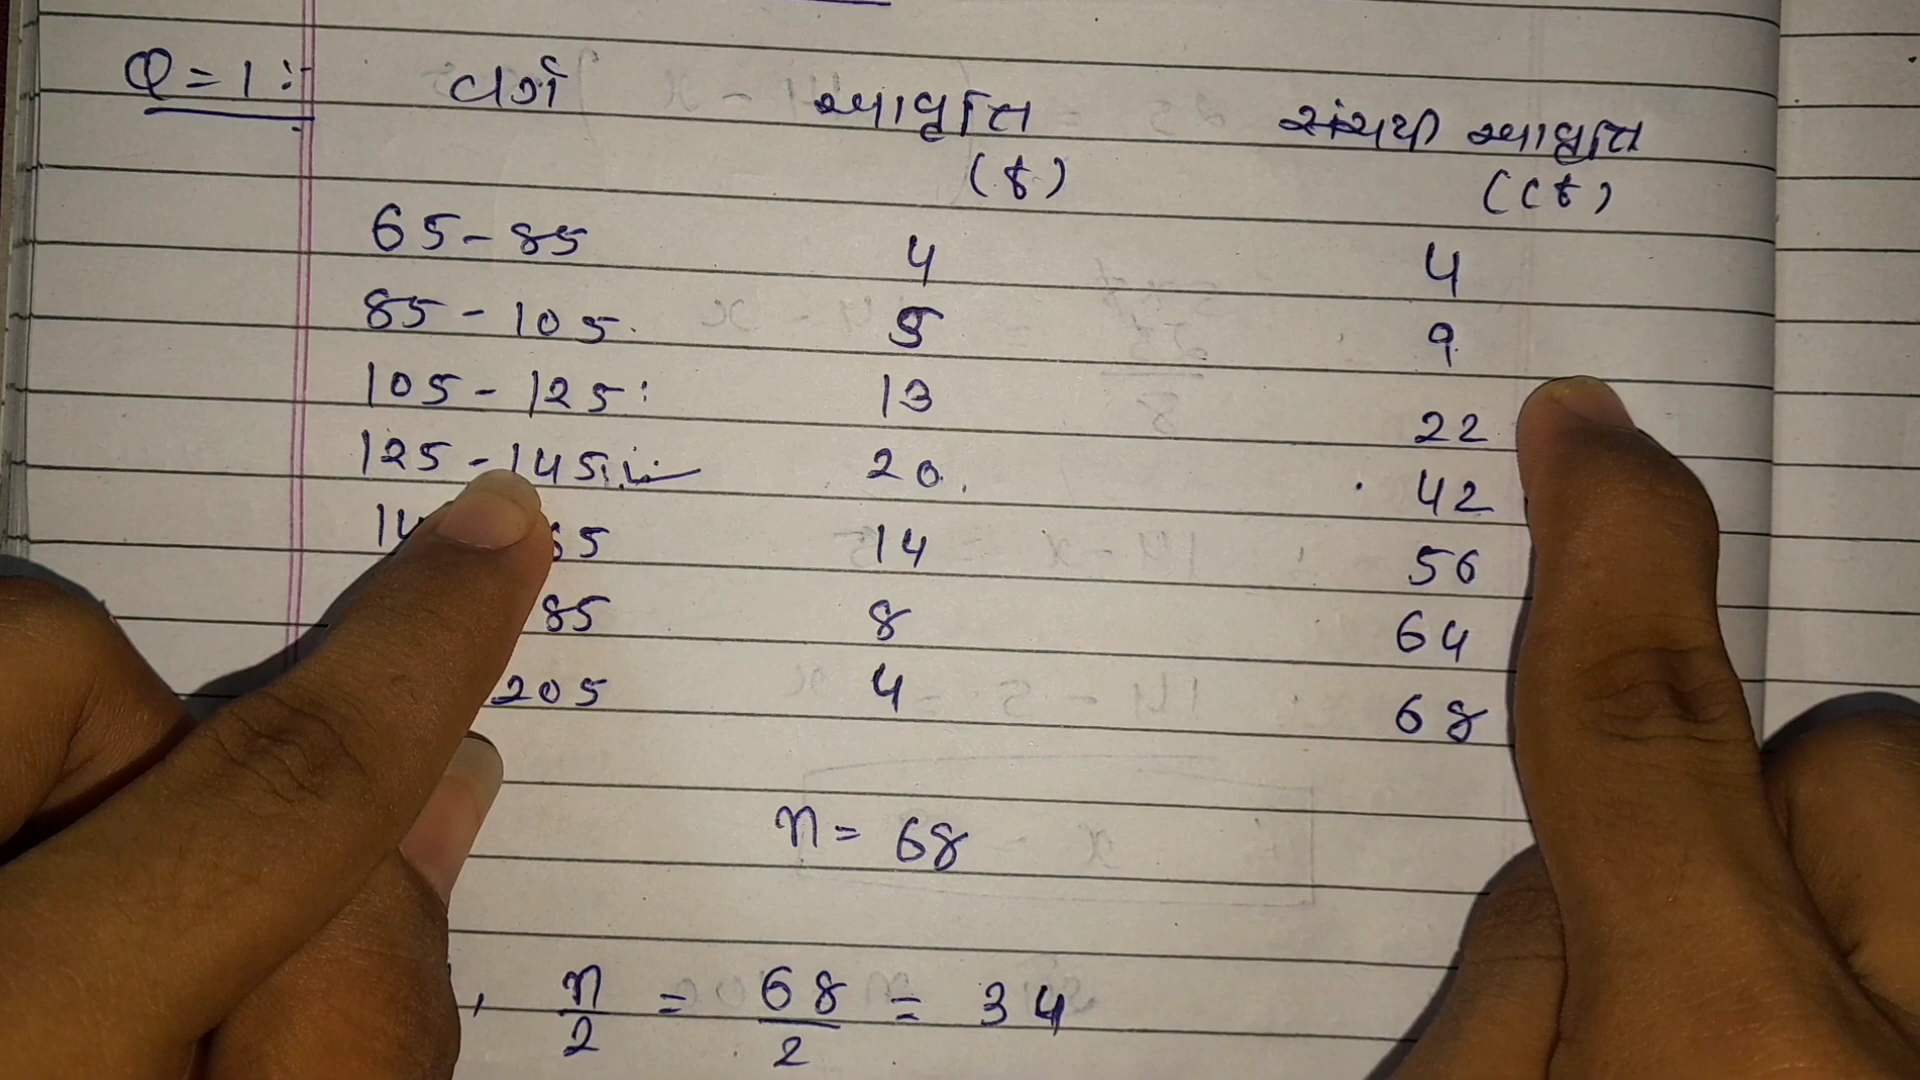 Q=1:- વર્ગ આવૃત્તિ સંચયી આવૃત્તિ
(f) (cf)
65-85 4 4
85-105 5 9
105-125 13 22
125-145 20 42
14 65 14 56
85 8 64
205 4 68
n = 68
n/2 = 68/2 = 34